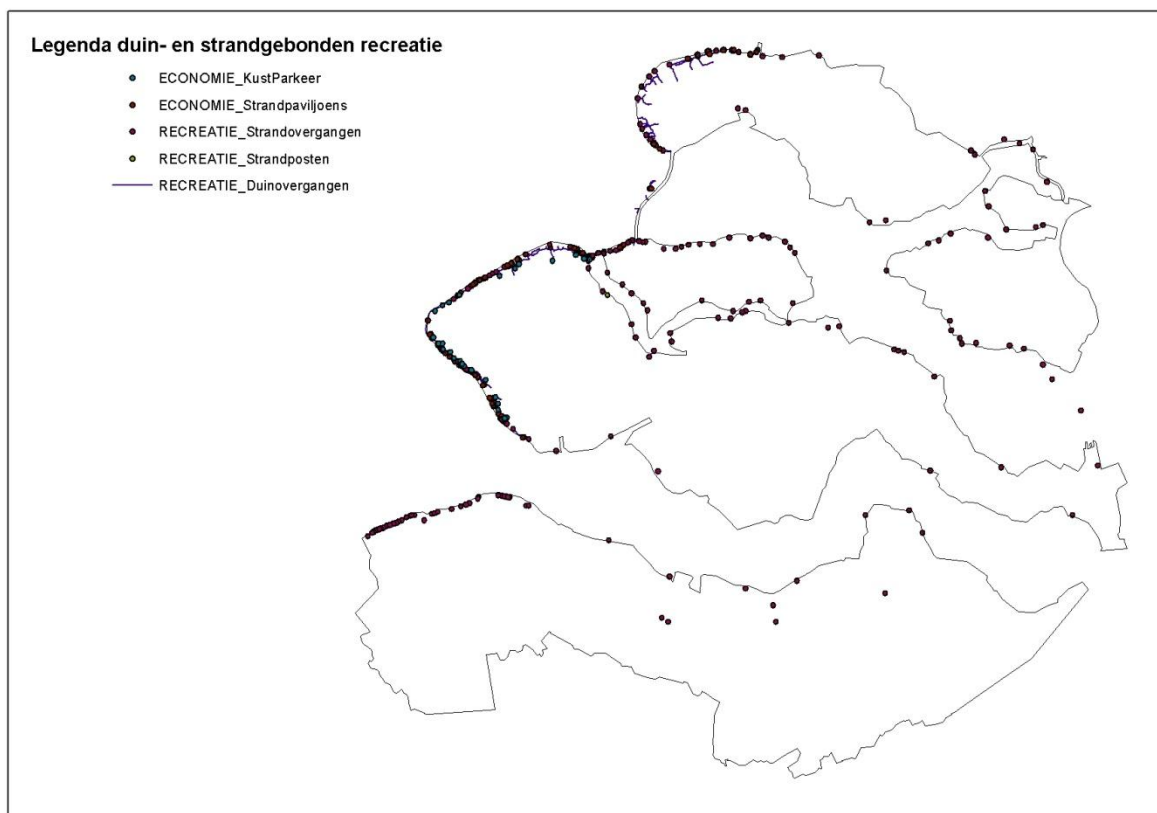 Legenda duin- en strandgebonden recreatie
ECONOMIE_KustParkeer
ECONOMIE_Strandpaviljoens
RECREATIE_Strandovergangen
RECREATIE_Strandposten
RECREATIE_Duinovergangen